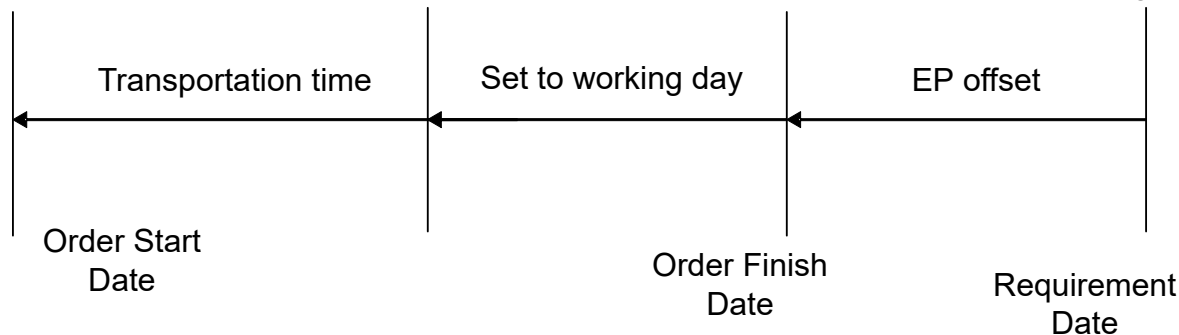 Transportation time
Set to working day
EP offset
Order Start
Date
Order Finish
Date
Requirement
Date